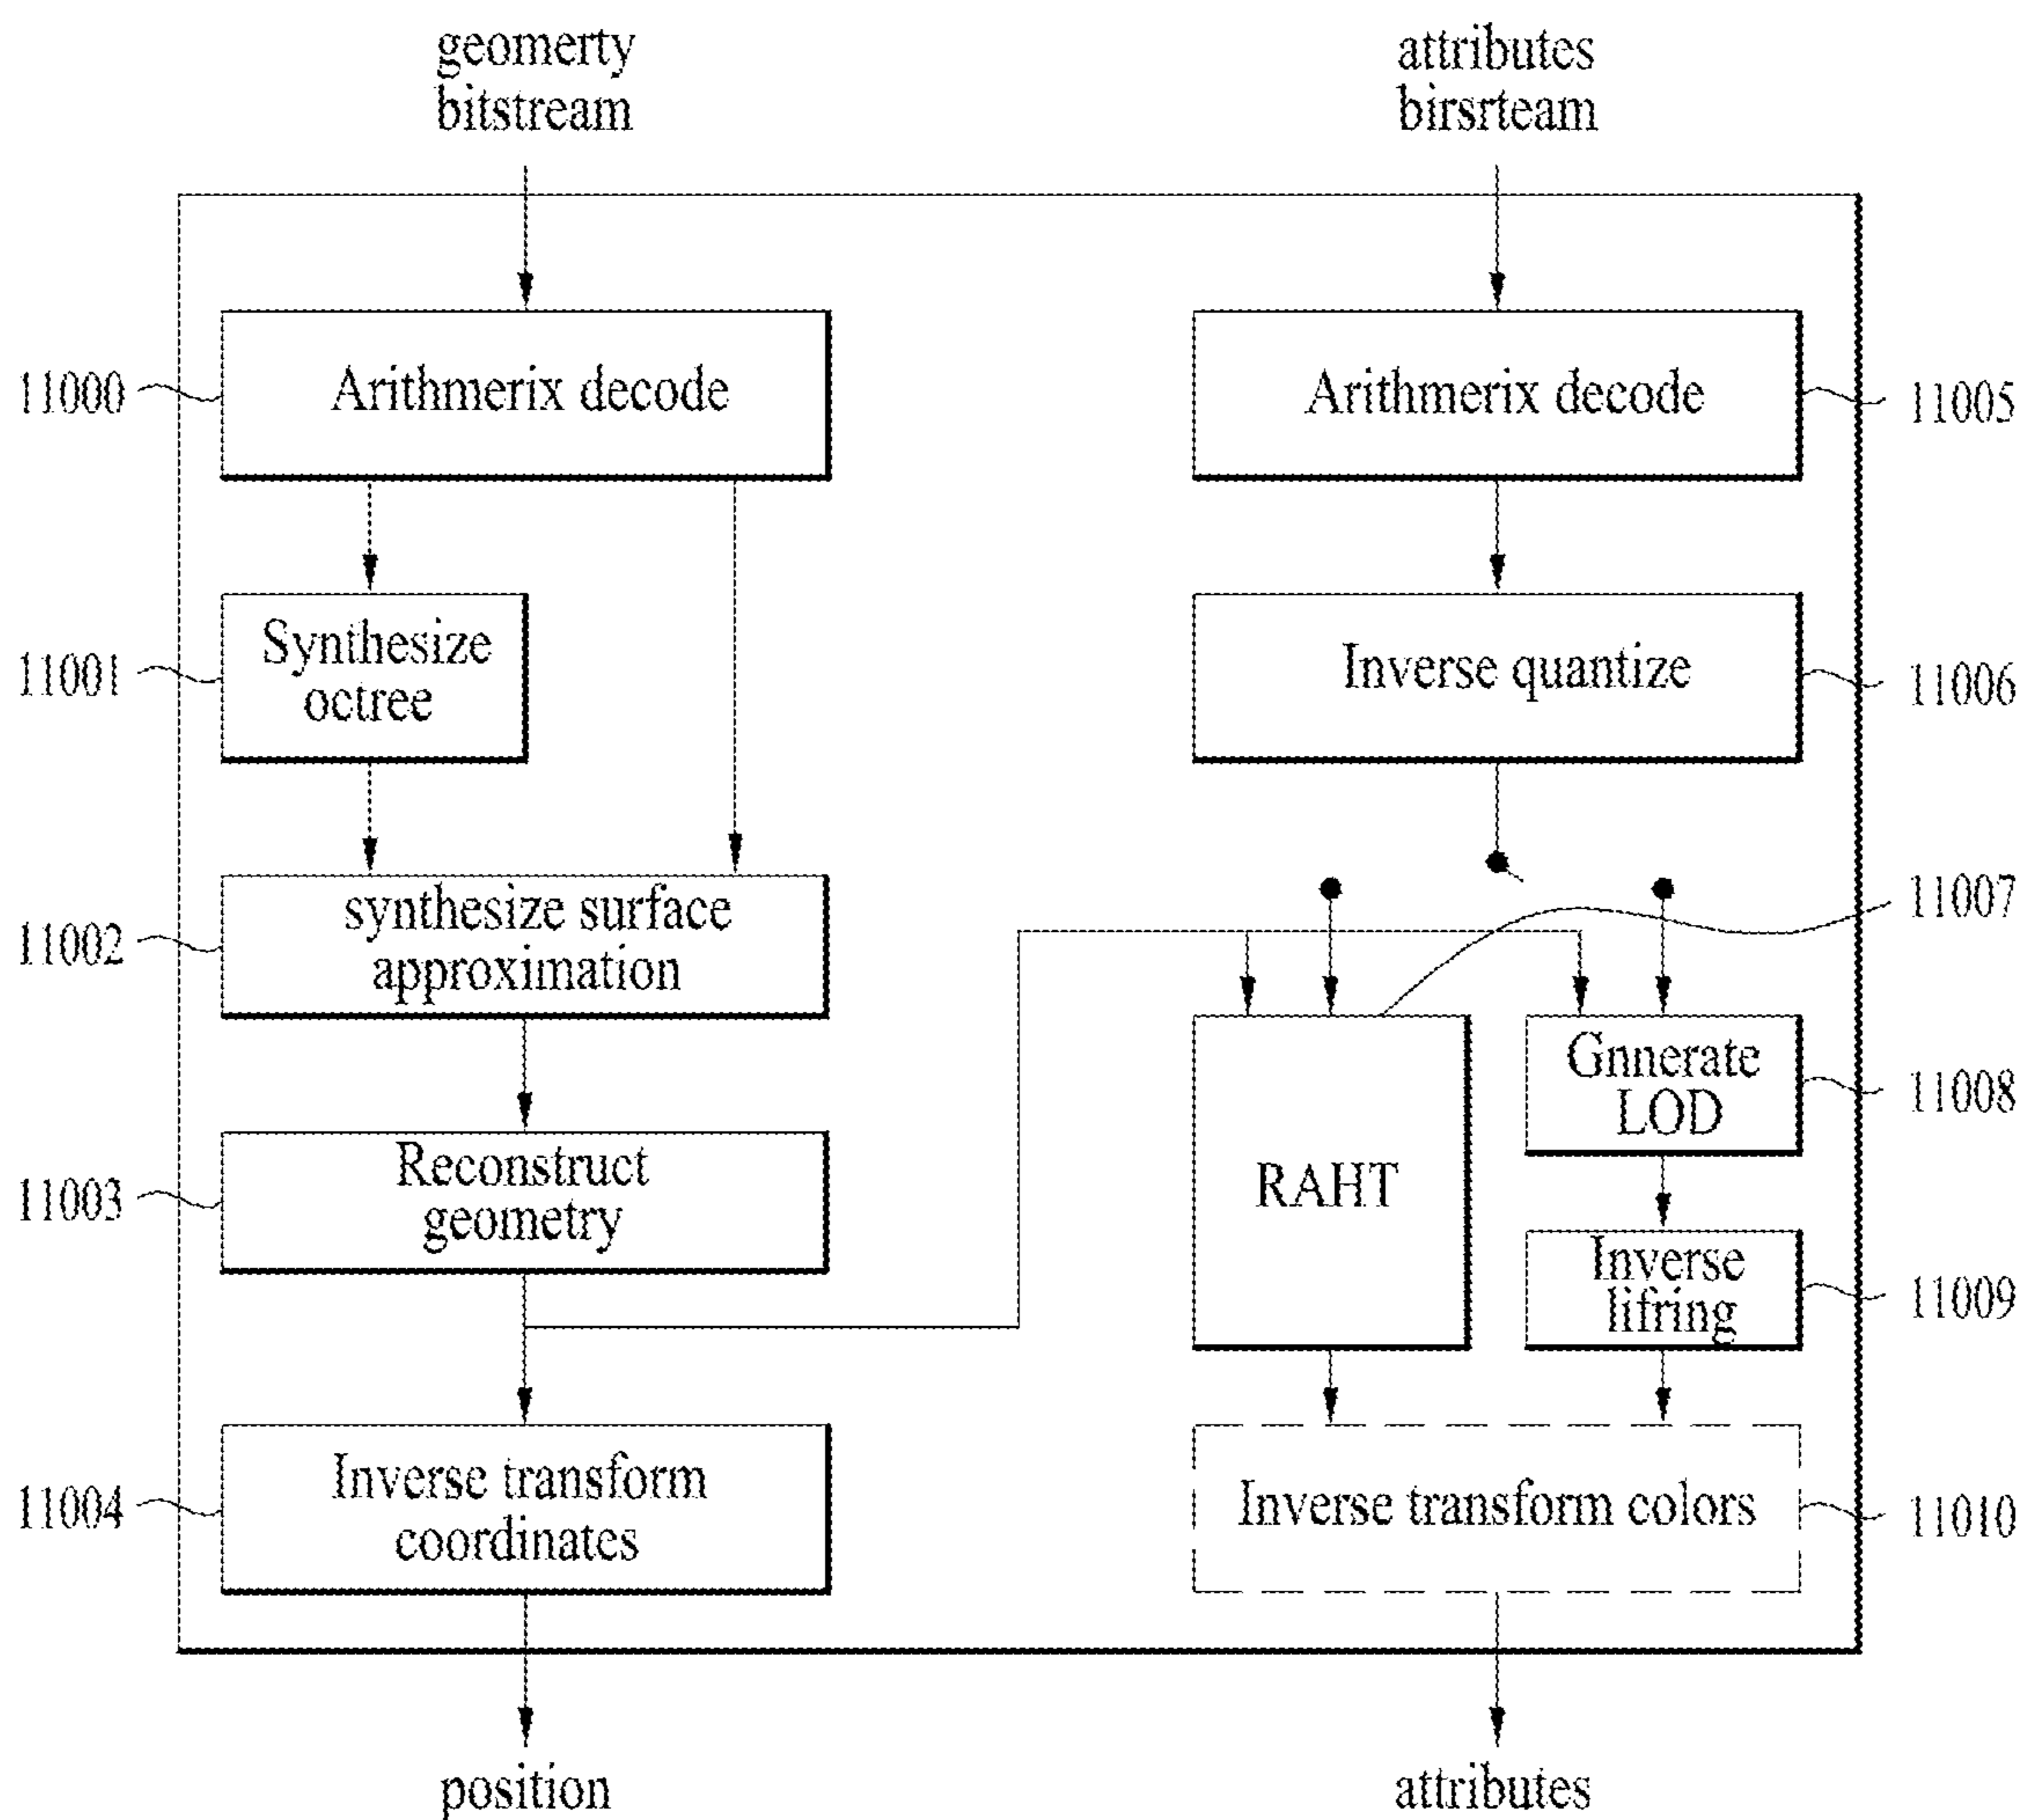 geomerty
bitstream
attributes
birsrteam
11000
Arithmerix decode
Arithmerix decode
11005
11001
Synthesize
octree
Inverse quantize
11006
11002
synthesize surface
approximation
11007
RAHT
Gnnerate
LOD
11008
11003
Reconstruct
geometry
Inverse
lifring
11009
11004
Inverse transform
coordinates
Inverse transform colors
11010
position
attributes